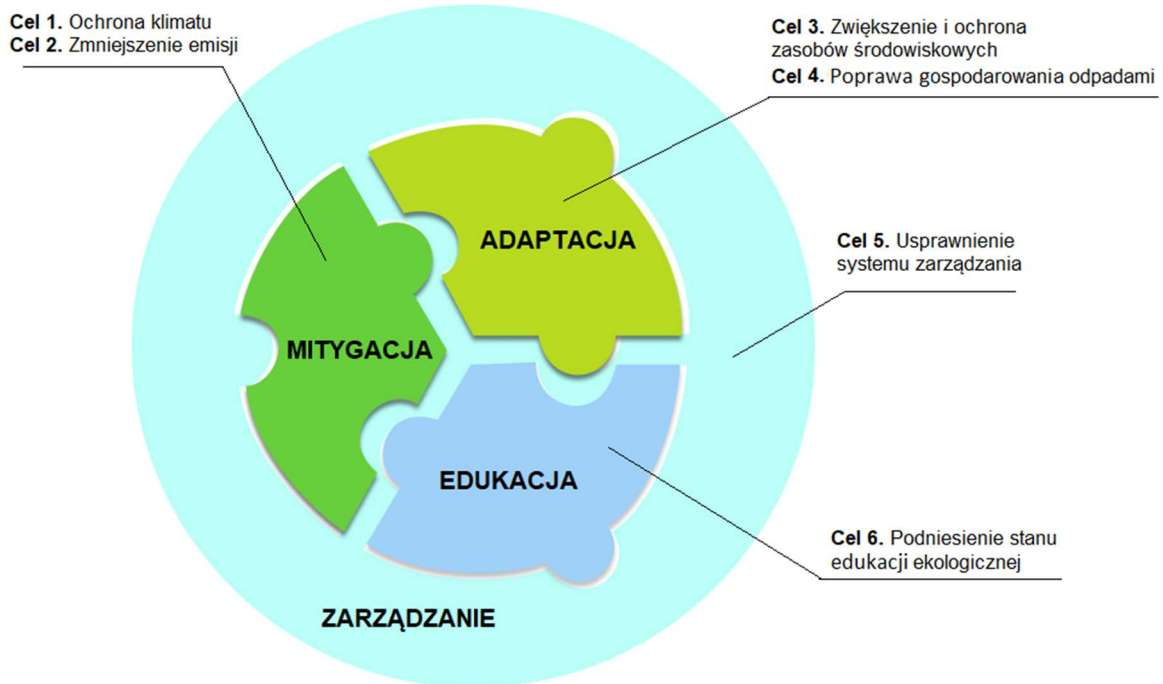 Cel 1. Ochrona klimatu
Cel 2. Zmniejszenie emisji
Cel 3. Zwiększenie i ochrona
zasobów środowiskowych
Cel 4. Poprawa gospodarowania odpadami
ADAPTACJA
Cel 5. Usprawnienie
systemu zarządzania
MITYGACJA
EDUKACJA
Cel 6. Podniesienie stanu
edukacji ekologicznej
ZARZĄDZANIE